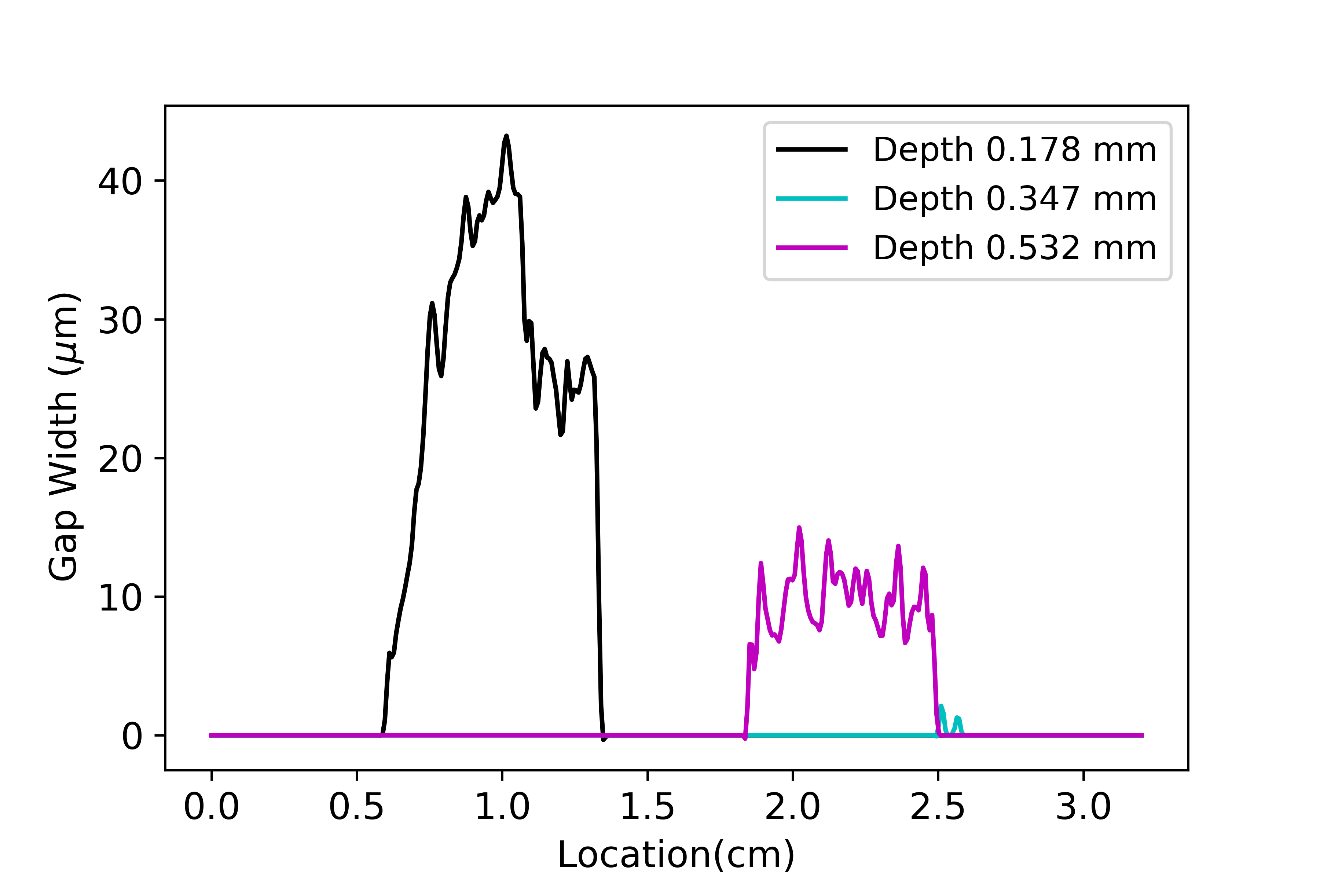 Depth 0.178 mm
Depth 0.347 mm
Depth 0.532 mm
40
30
20
10
0
Gap Width (μm)
0.0 0.5 1.0 1.5 2.0 2.5 3.0
Location(cm)